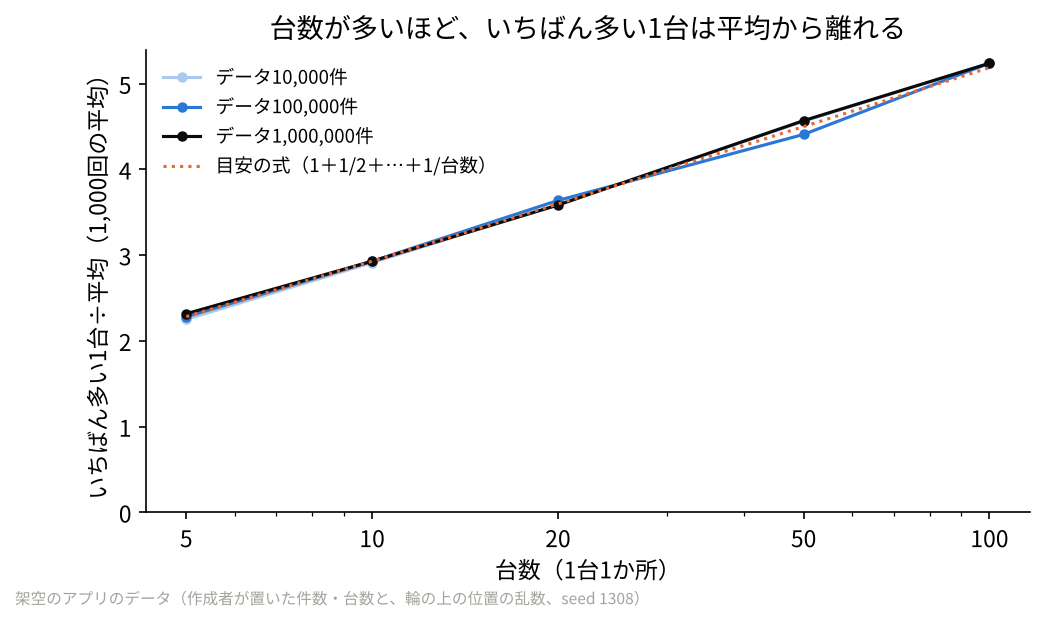 台数が多いほど、いちばん多い1台は平均から離れる
いちばん多い1台÷平均（1,000回の平均）
データ10,000件
データ100,000件
データ1,000,000件
目安の式（1＋1/2＋…＋1/台数）
5
4
3
2
1
0
5
10
20
50
100
台数（1台1か所）
架空のアプリのデータ（作成者が置いた件数・台数と、輪の上の位置の乱数、seed 1308）